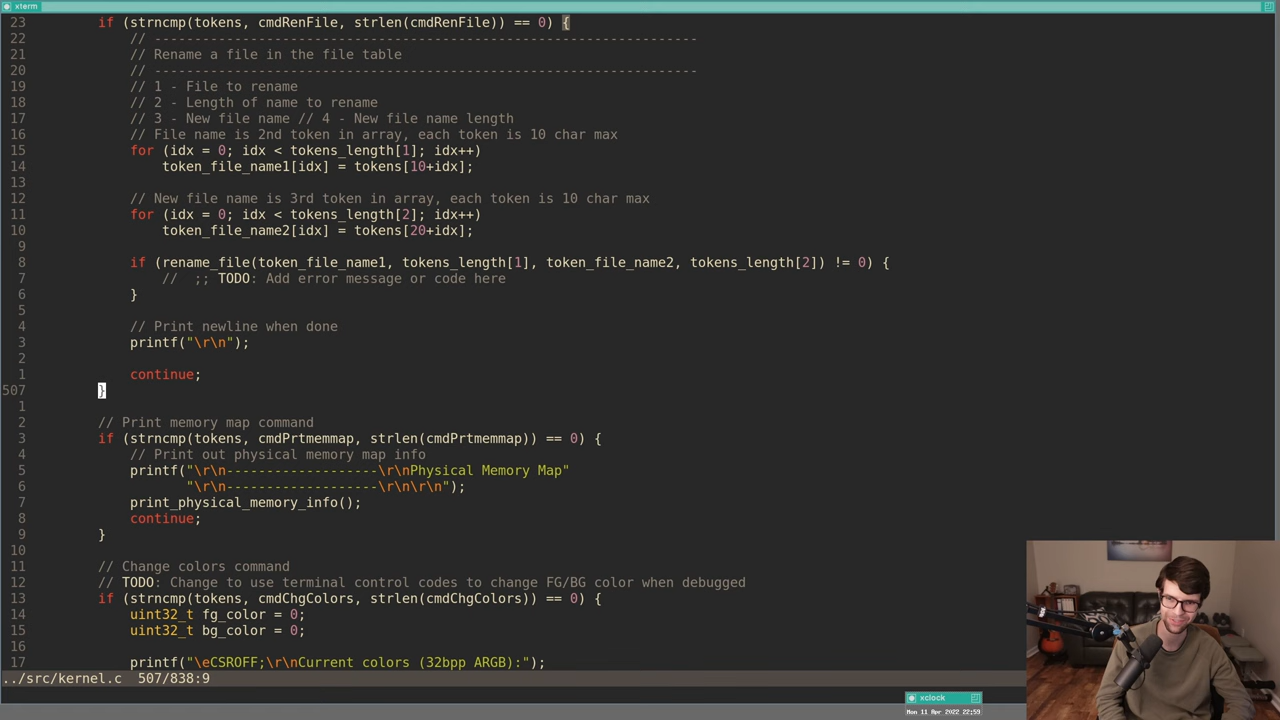 xterm
23 if (strncmp(tokens, cmdRenFile, strlen(cmdRenFile)) == 0) {
22 // --------------------------------------------------------------------
21 // Rename a file in the file table
20 // --------------------------------------------------------------------
19 // 1 - File to rename
18 // 2 - Length of name to rename
17 // 3 - New file name // 4 - New file name length
16 // File name is 2nd token in array, each token is 10 char max
15 for (idx = 0; idx < tokens_length[1]; idx++)
14 token_file_name1[idx] = tokens[10+idx];
13
12 // New file name is 3rd token in array, each token is 10 char max
11 for (idx = 0; idx < tokens_length[2]; idx++)
10 token_file_name2[idx] = tokens[20+idx];
9
8 if (rename_file(token_file_name1, tokens_length[1], token_file_name2, tokens_length[2]) != 0) {
7 //  ;; TODO: Add error message or code here
6 }
5
4 // Print newline when done
3 printf("\r\n");
2
1 continue;
507 }
1
2 // Print memory map command
3 if (strncmp(tokens, cmdPrtmemmap, strlen(cmdPrtmemmap)) == 0) {
4 // Print out physical memory map info
5 printf("\r\n-------------------\r\nPhysical Memory Map"
6 "\r\n-------------------\r\n\r\n");
7 print_physical_memory_info();
8 continue;
9 }
10
11 // Change colors command
12 // TODO: Change to use terminal control codes to change FG/BG color when debugged
13 if (strncmp(tokens, cmdChgColors, strlen(cmdChgColors)) == 0) {
14 uint32_t fg_color = 0;
15 uint32_t bg_color = 0;
16
17 printf("\eCSROFF;\r\nCurrent colors (32bpp ARGB):");
../src/kernel.c 507/838:9
xclock
Mon 11 Apr 2022 22:59